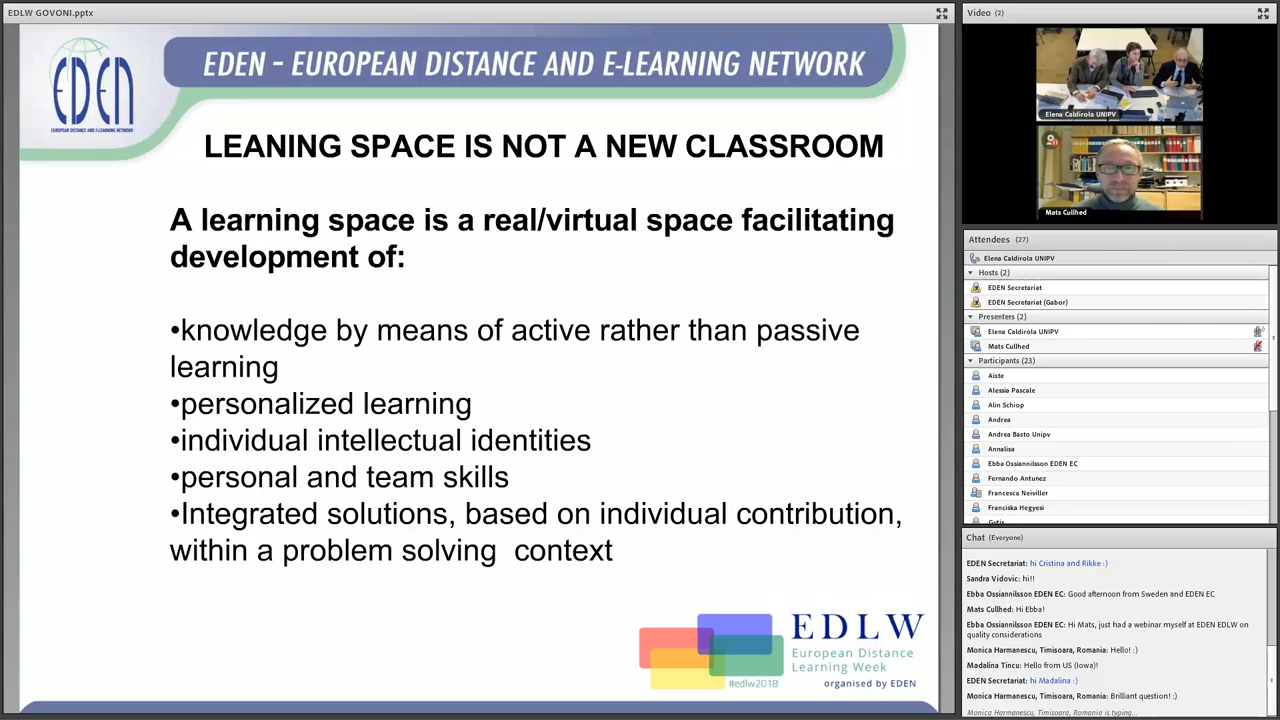 EDLW GOVONI.pptx
EDEN
EUROPEAN DISTANCE AND E-LEARNING NETWORK
EDEN – EUROPEAN DISTANCE AND E-LEARNING NETWORK
LEANING SPACE IS NOT A NEW CLASSROOM
A learning space is a real/virtual space facilitating
development of:
•knowledge by means of active rather than passive
learning
•personalized learning
•individual intellectual identities
•personal and team skills
•Integrated solutions, based on individual contribution,
within a problem solving context
EDLW
European Distance
Learning Week
#edlw2018
organised by EDEN
Video (2)
Elena Caldirola UNIPV
Mats Cullhed
Attendees (27)
Elena Caldirola UNIPV
Hosts (2)
EDEN Secretariat
EDEN Secretariat (Gabor)
Presenters (2)
Elena Caldirola UNIPV
Mats Cullhed
Participants (23)
Aiste
Alessia Pascale
Alin Schiop
Andrea
Andrea Basto Unipv
Annalisa
Ebba Ossiannilsson EDEN EC
Fernando Antunez
Francesca Neiviller
Franciska Hegyesi
Gytis
Chat (Everyone)
EDEN Secretariat: hi Cristina and Rikke :)
Sandra Vidovic: hi!!
Ebba Ossiannilsson EDEN EC: Good afternoon from Sweden and EDEN EC
Mats Cullhed: Hi Ebba!
Ebba Ossiannilsson EDEN EC: Hi Mats, just had a webinar myself at EDEN EDLW on
quality considerations
Monica Harmanescu, Timisoara, Romania: Hello! :)
Madalina Tincu: Hello from US (Iowa)!
EDEN Secretariat: hi Madalina :)
Monica Harmanescu, Timisoara, Romania: Brilliant question! :)
Monica Harmanescu, Timisoara, Romania is typing...